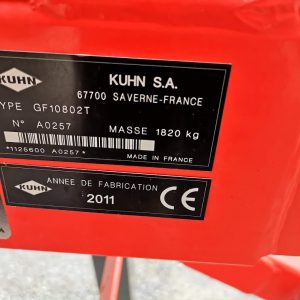 KUHN
KUHN S.A.
67700 SAVERNE-FRANCE
YPE GF10802T
N° A0257 MASSE 1820 kg
*1125600 A0257*
MADE IN FRANCE
KUHN
ANNEE DE FABRICATION
2011
CE